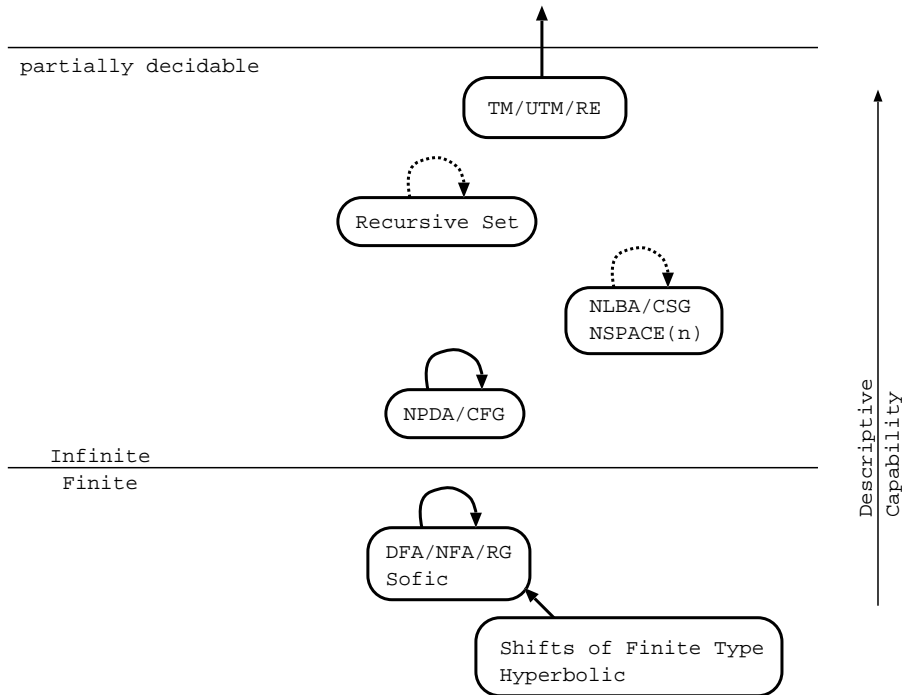 partially decidable
TM/UTM/RE
Recursive Set
NLBA/CSG
NSPACE(n)
NPDA/CFG
Infinite
Finite
Descriptive
Capability
DFA/NFA/RG
Sofic
Shifts of Finite Type
Hyperbolic